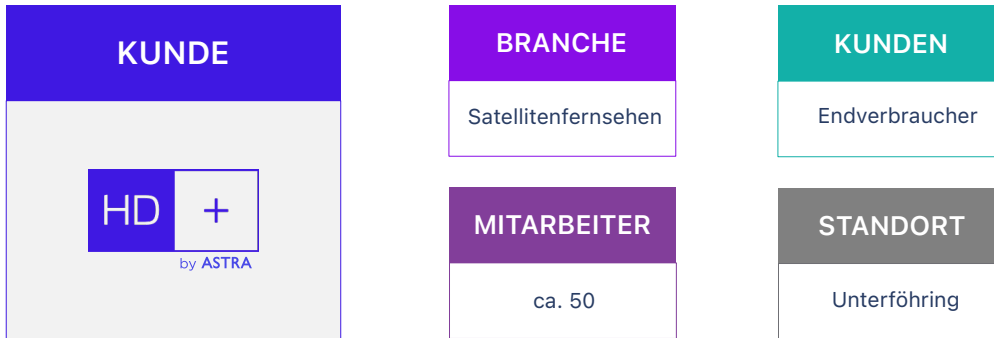 KUNDE
HD +
by ASTRA
BRANCHE
Satellitenfernsehen
KUNDEN
Endverbraucher
MITARBEITER
ca. 50
STANDORT
Unterföhring